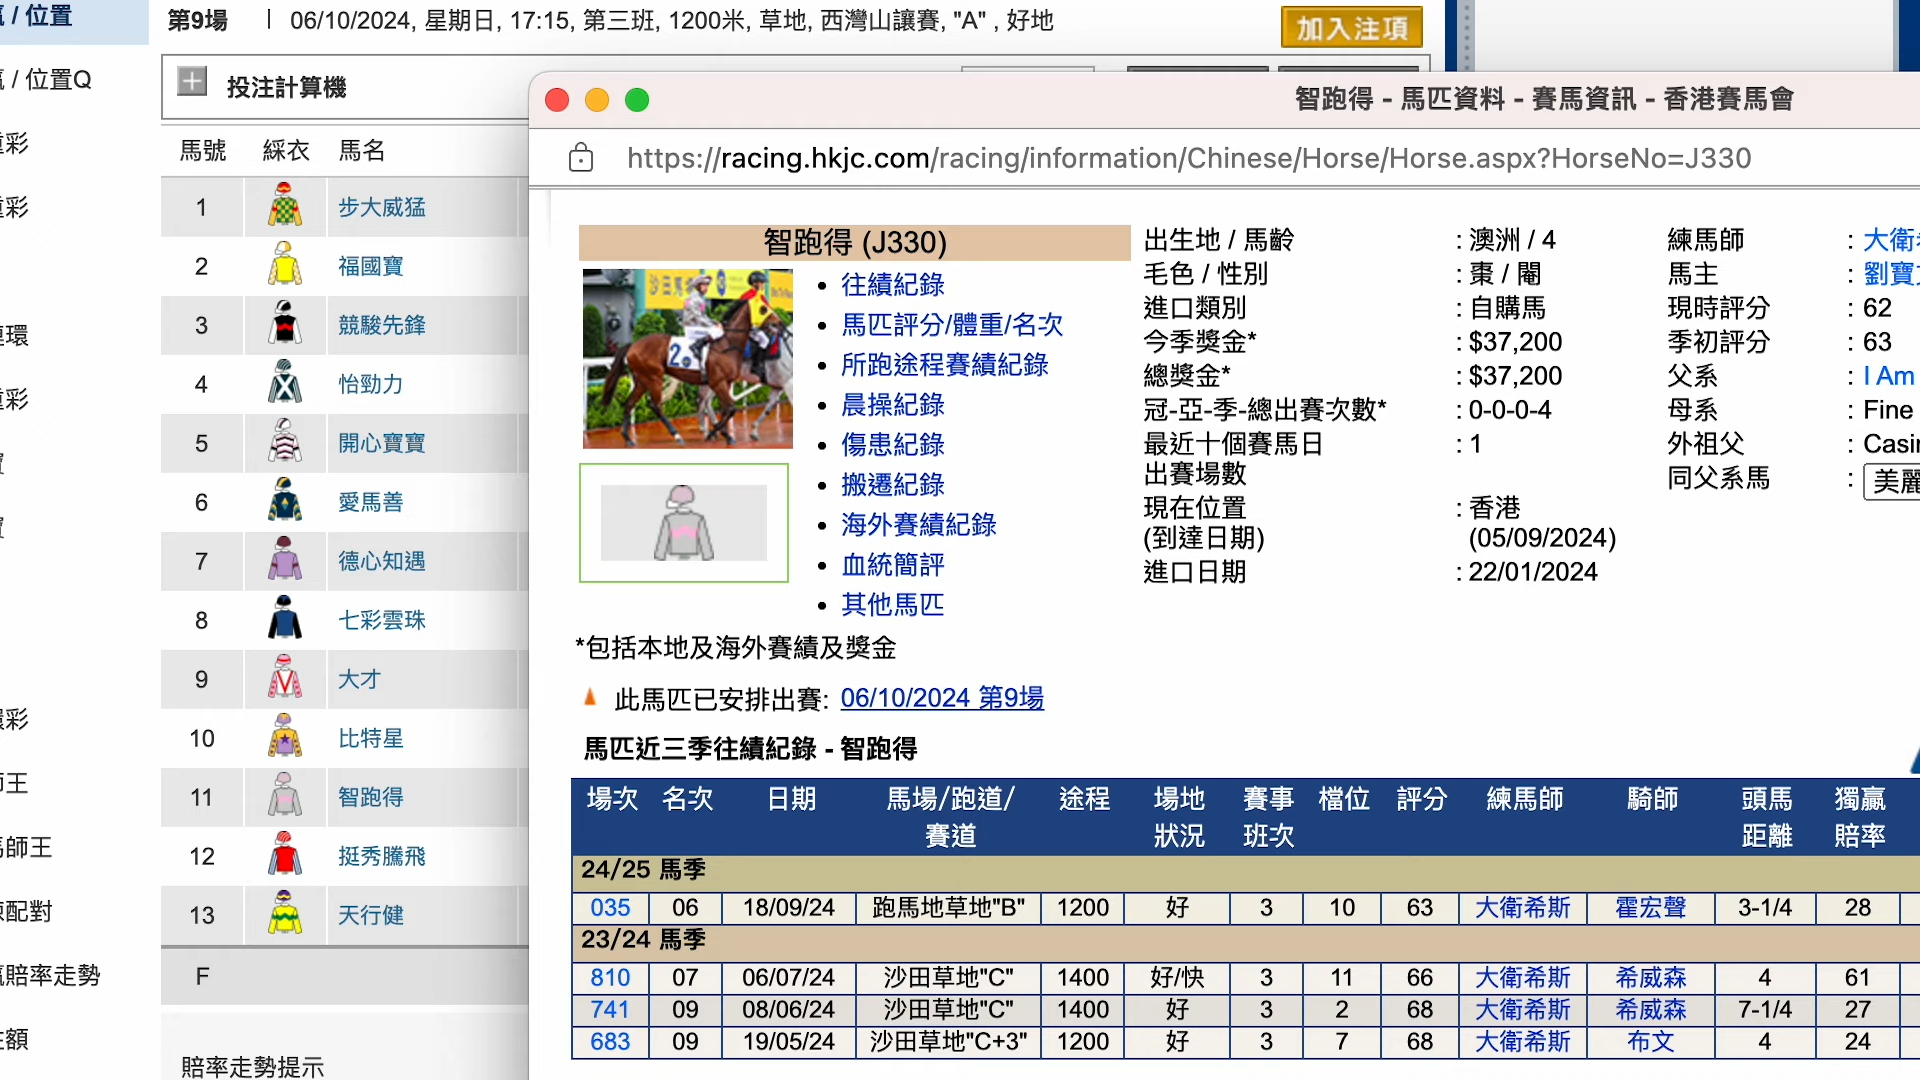 / 位置
第9場 | 06/10/2024, 星期日, 17:15, 第三班, 1200米, 草地, 西灣山讓賽, "A" , 好地
加入注項
/ 位置Q
投注計算機
彩
馬號 綵衣 馬名
1 步大威猛
彩
2 福國寶
3 競駿先鋒
環
4 怡勁力
彩
5 開心寶寶
6 愛馬善
7 德心知遇
8 七彩雲珠
9 大才
彩
10 比特星
王
11 智跑得
師王
12 挺秀騰飛
配對
13 天行健
賠率走勢
F
額
賠率走勢提示
智跑得 - 馬匹資料 - 賽馬資訊 - 香港賽馬會
https://racing.hkjc.com/racing/information/Chinese/Horse/Horse.aspx?HorseNo=J330
智跑得 (J330)
往績紀錄
馬匹評分/體重/名次
所跑途程賽績紀錄
晨操紀錄
傷患紀錄
搬遷紀錄
海外賽績紀錄
血統簡評
其他馬匹
出生地 / 馬齡 : 澳洲 / 4
毛色 / 性別 : 棗 / 閹
進口類別 : 自購馬
今季獎金* : $37,200
總獎金* : $37,200
冠-亞-季-總出賽次數* : 0-0-0-4
最近十個賽馬日 : 1
出賽場數
現在位置 : 香港
(到達日期) (05/09/2024)
進口日期 : 22/01/2024
練馬師 : 大衛
馬主 : 劉寶
現時評分 : 62
季初評分 : 63
父系 : I Am
母系 : Fine
外祖父 : Casi
同父系馬 : 美麗
*包括本地及海外賽績及獎金
此馬匹已安排出賽: 06/10/2024 第9場
馬匹近三季往績紀錄 - 智跑得
場次 名次 日期 馬場/跑道/ 途程 場地 賽事 檔位 評分 練馬師 騎師 頭馬 獨贏
賽道 狀況 班次 距離 賠率
24/25 馬季
035 06 18/09/24 跑馬地草地"B" 1200 好 3 10 63 大衛希斯 霍宏聲 3-1/4 28
23/24 馬季
810 07 06/07/24 沙田草地"C" 1400 好/快 3 11 66 大衛希斯 希威森 4 61
741 09 08/06/24 沙田草地"C" 1400 好 3 2 68 大衛希斯 希威森 7-1/4 27
683 09 19/05/24 沙田草地"C+3" 1200 好 3 7 68 大衛希斯 布文 4 24